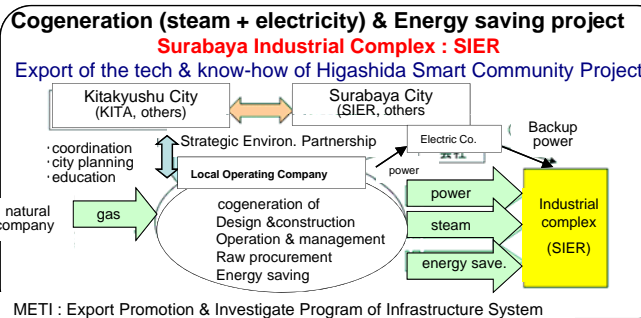 Cogeneration (steam + electricity) & Energy saving project
Surabaya Industrial Complex : SIER
Export of the tech & know-how of Higashida Smart Community Project
Kitakyushu City
(KITA, others)
Surabaya City
(SIER, others
Strategic Environ. Partnership
Electric Co.
Backup
power
・coordination
・city planning
・education
Local Operating Company
power
natural
company
gas
cogeneration of
Design &construction
Operation & management
Raw procurement
Energy saving
power
steam
energy save.
Industrial
complex
(SIER)
METI : Export Promotion & Investigate Program of Infrastructure System